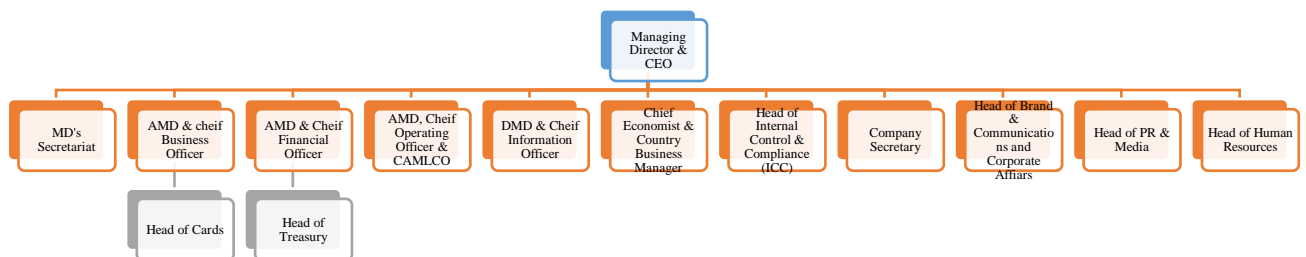 Managing
Director &
CEO
MD's
Secretariat
AMD & cheif
Business
Officer
AMD & Cheif
Financial
Officer
AMD, Cheif
Operating
Officer &
CAMLCO
DMD & Cheif
Information
Officer
Chief
Economist &
Country
Business
Manager
Head of
Internal
Control &
Compliance
(ICC)
Company
Secretary
Head of Brand
&
Communicatio
ns and
Corporate
Affiars
Head of PR &
Media
Head of Human
Resources
Head of Cards
Head of
Treasury